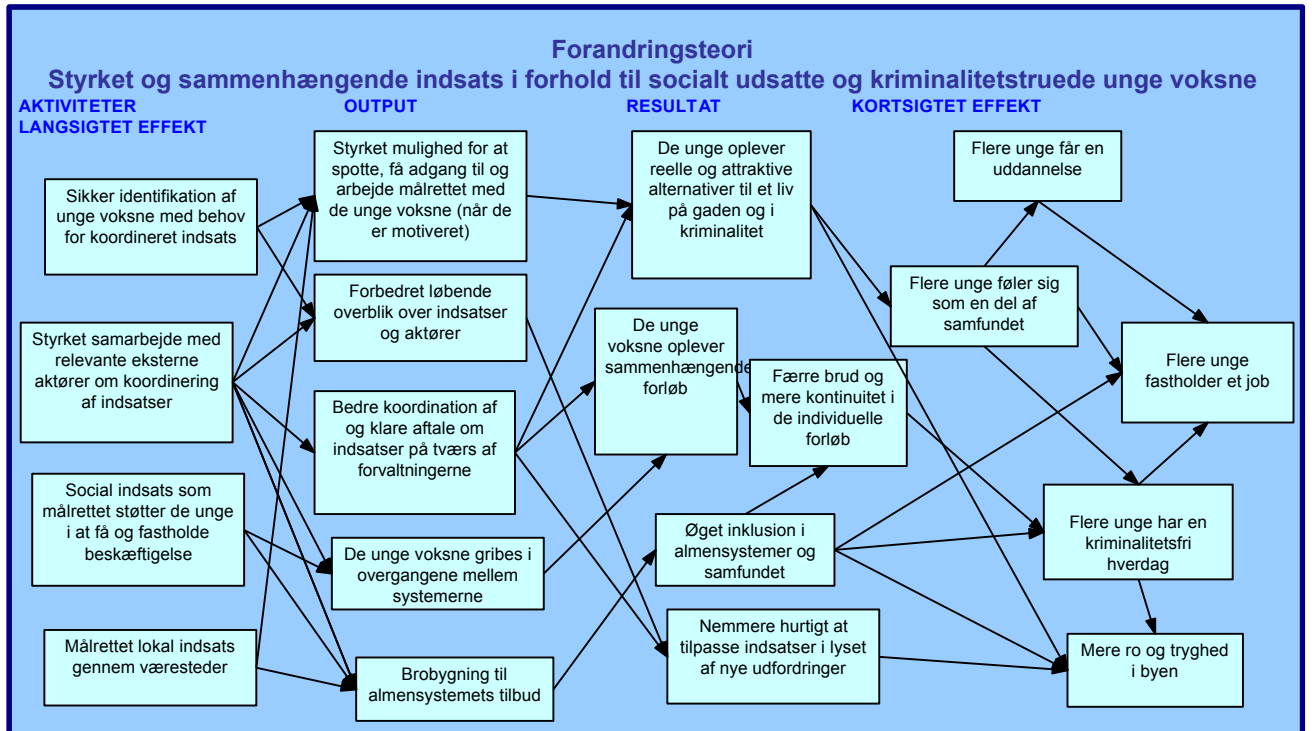 Forandringsteori
Styrket og sammenhængende indsats i forhold til socialt udsatte og kriminalitetstruede unge voksne
AKTIVITETER OUTPUT RESULTAT KORTSIGTET EFFEKT
LANGSIGTET EFFEKT
Sikker identifikation af
unge voksne med behov
for koordineret indsats
Styrket samarbejde med
relevante eksterne
aktører om koordinering
af indsatser
Social indsats som
målrettet støtter de unge
i at få og fastholde
beskæftigelse
Målrettet lokal indsats
gennem væresteder
Styrket mulighed for at
spotte, få adgang til og
arbejde målrettet med
de unge voksne (når de
er motiveret)
Forbedret løbende
overblik over indsatser
og aktører
Bedre koordination af
og klare aftale om
indsatser på tværs af
forvaltningerne
De unge voksne gribes i
overgangene mellem
systemerne
Brobygning til
almensystemets tilbud
De unge oplever
reelle og attraktive
alternativer til et liv
på gaden og i
kriminalitet
De unge
voksne oplever
sammenhængende
forløb
Færre brud og
mere kontinuitet i
de individuelle
forløb
Øget inklusion i
almensystemer og
samfundet
Nemmere hurtigt at
tilpasse indsatser i lyset
af nye udfordringer
Flere unge får en
uddannelse
Flere unge føler sig
som en del af
samfundet
Flere unge
fastholder et job
Flere unge har en
kriminalitetsfri
hverdag
Mere ro og tryghed
i byen